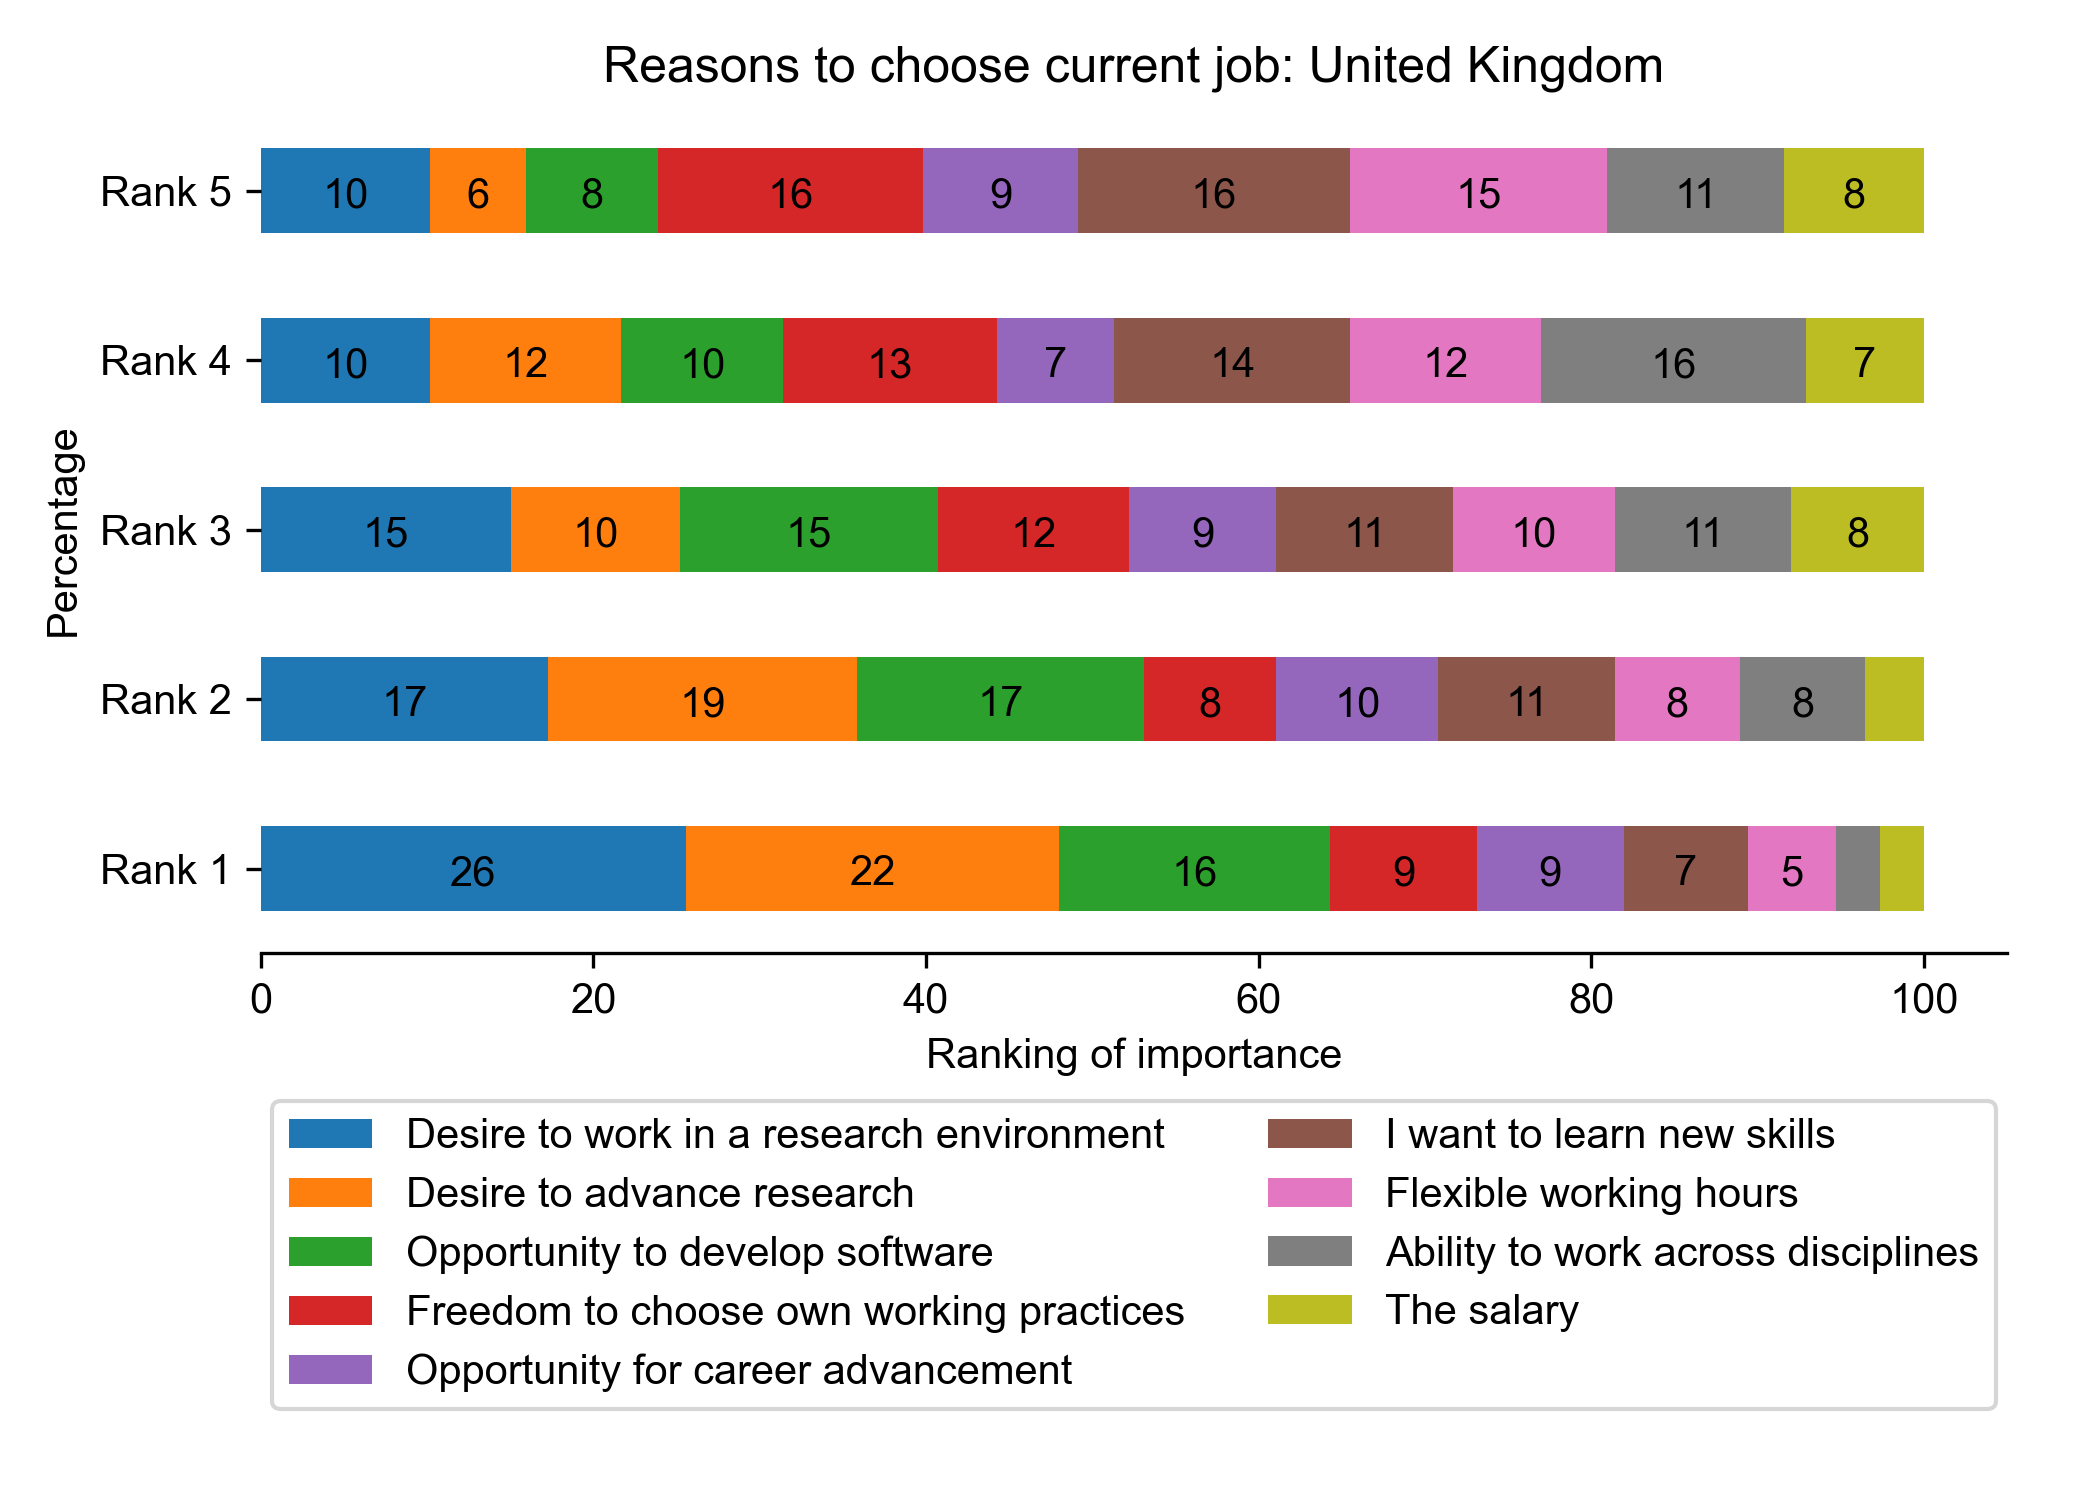 Reasons to choose current job: United Kingdom
Rank 5 10 6 8 16 9 16 15 11 8
Rank 4 10 12 10 13 7 14 12 16 7
Percentage
Rank 3 15 10 15 12 9 11 10 11 8
Rank 2 17 19 17 8 10 11 8 8
Rank 1 26 22 16 9 9 7 5
0 20 40 60 80 100
Ranking of importance
Desire to work in a research environment
Desire to advance research
Opportunity to develop software
Freedom to choose own working practices
Opportunity for career advancement
I want to learn new skills
Flexible working hours
Ability to work across disciplines
The salary